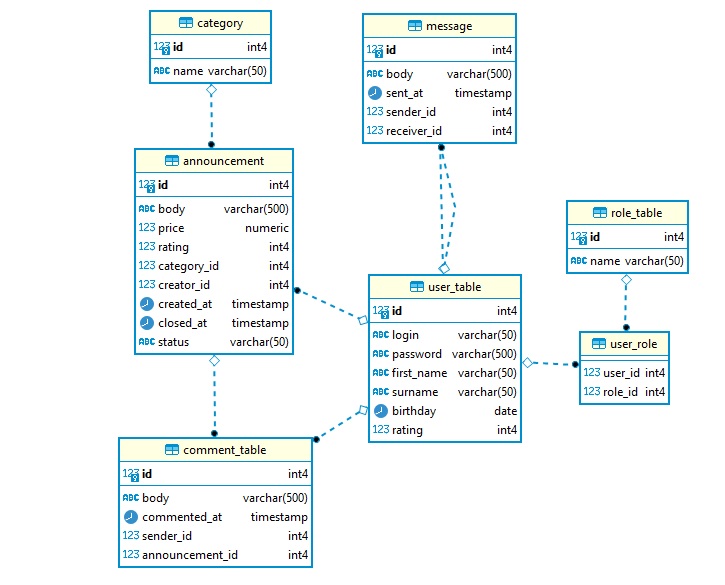 category
123 id int4
ABC name varchar(50)
message
123 id int4
ABC body varchar(500)
sent_at timestamp
123 sender_id int4
123 receiver_id int4
announcement
123 id int4
ABC body varchar(500)
123 price numeric
123 rating int4
123 category_id int4
123 creator_id int4
created_at timestamp
closed_at timestamp
ABC status varchar(50)
role_table
123 id int4
ABC name varchar(50)
user_table
123 id int4
ABC login varchar(50)
ABC password varchar(500)
ABC first_name varchar(50)
ABC surname varchar(50)
birthday date
123 rating int4
user_role
123 user_id int4
123 role_id int4
comment_table
123 id int4
ABC body varchar(500)
commented_at timestamp
123 sender_id int4
123 announcement_id int4